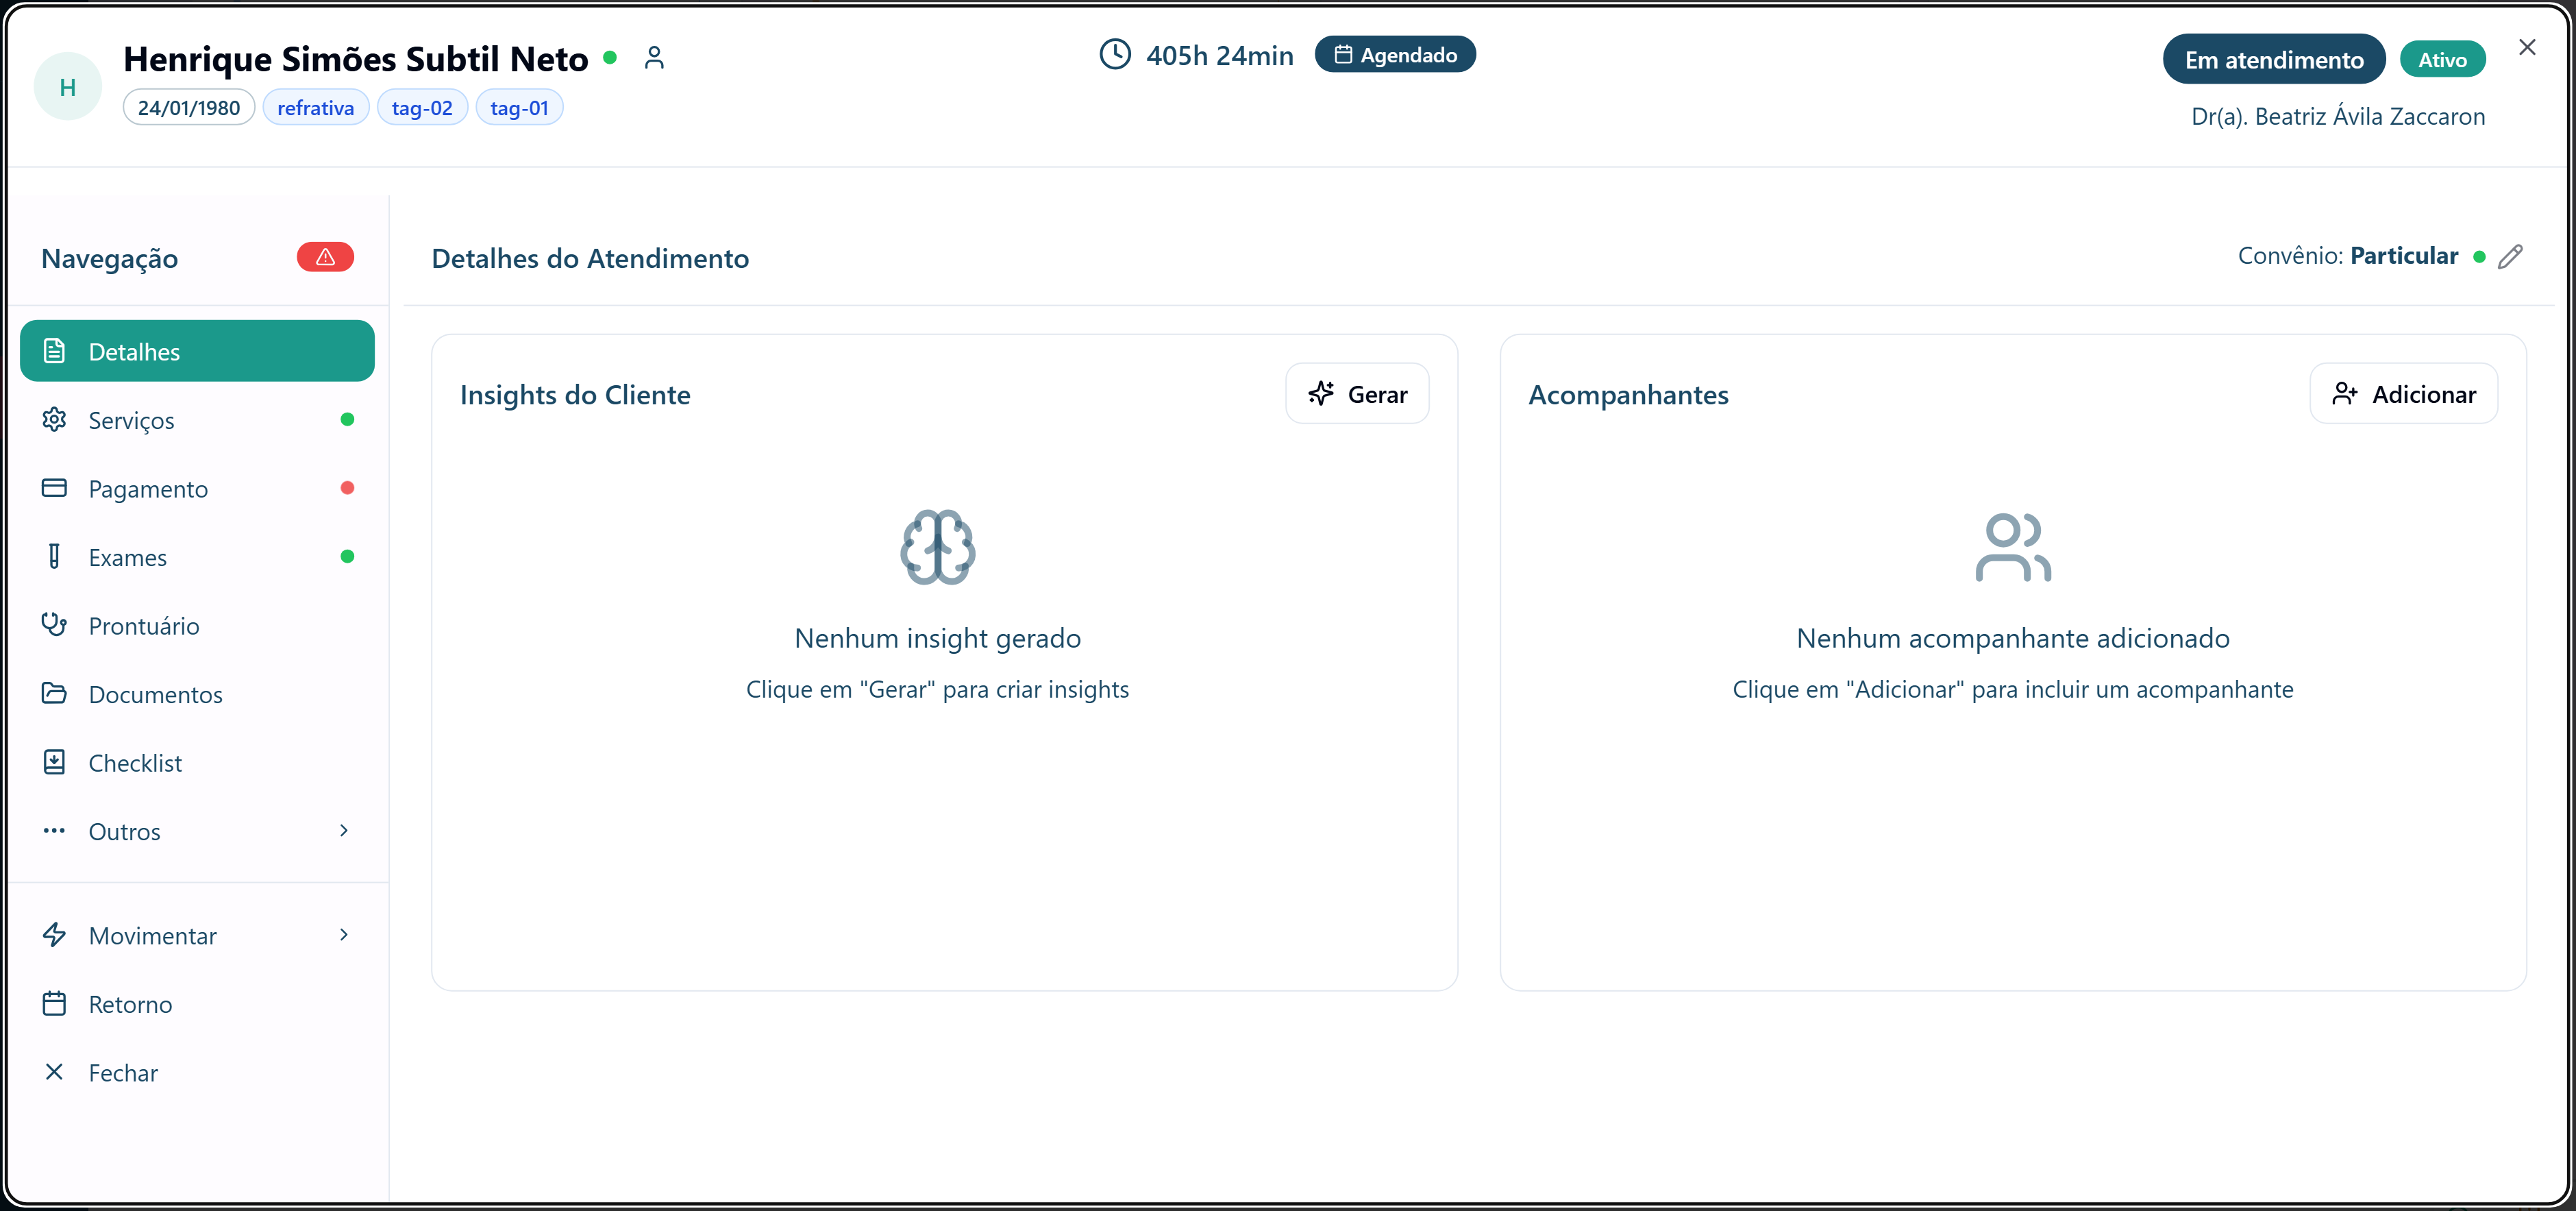 H
Henrique Simões Subtil Neto
24/01/1980 refrativa tag-02 tag-01
405h 24min Agendado
Em atendimento Ativo
Dr(a). Beatriz Ávila Zaccaron
Navegação
Detalhes
Serviços
Pagamento
Exames
Prontuário
Documentos
Checklist
Outros
Movimentar
Retorno
Fechar
Detalhes do Atendimento
Convênio: Particular
Insights do Cliente
Gerar
Nenhum insight gerado
Clique em "Gerar" para criar insights
Acompanhantes
Adicionar
Nenhum acompanhante adicionado
Clique em "Adicionar" para incluir um acompanhante